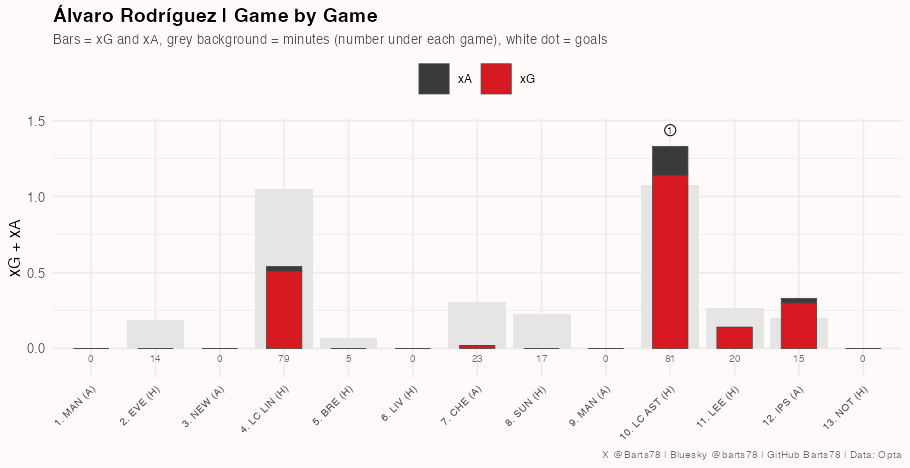 Álvaro Rodríguez | Game by Game
Bars = xG and xA, grey background = minutes (number under each game), white dot = goals
xA xG
1.5
1.0
0.5
0.0
xG + xA
1
0 14 0 79 5 0 23 17 0 81 20 15 0
1. MAN (A)
2. EVE (H)
3. NEW (A)
4. LC LIN (H)
5. BRE (H)
6. LIV (H)
7. CHE (A)
8. SUN (H)
9. MAN (A)
10. LC AST (H)
11. LEE (H)
12. IPS (A)
13. NOT (H)
X @Barts78 | Bluesky @barts78 | GitHub Barts78 | Data: Opta